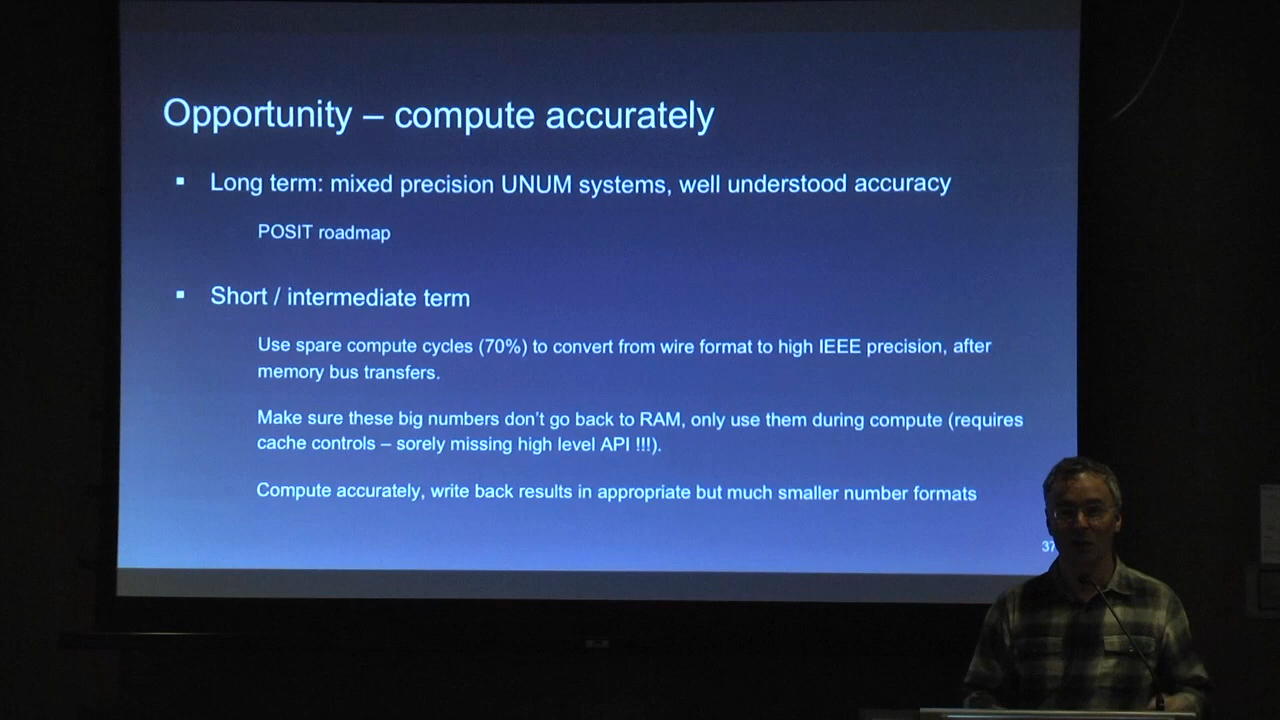 Opportunity – compute accurately
▪ Long term: mixed precision UNUM systems, well understood accuracy
POSIT roadmap
▪ Short / intermediate term
Use spare compute cycles (70%) to convert from wire format to high IEEE precision, after
memory bus transfers.
Make sure these big numbers don't go back to RAM, only use them during compute (requires
cache controls – sorely missing high level API !!!).
Compute accurately, write back results in appropriate but much smaller number formats
37